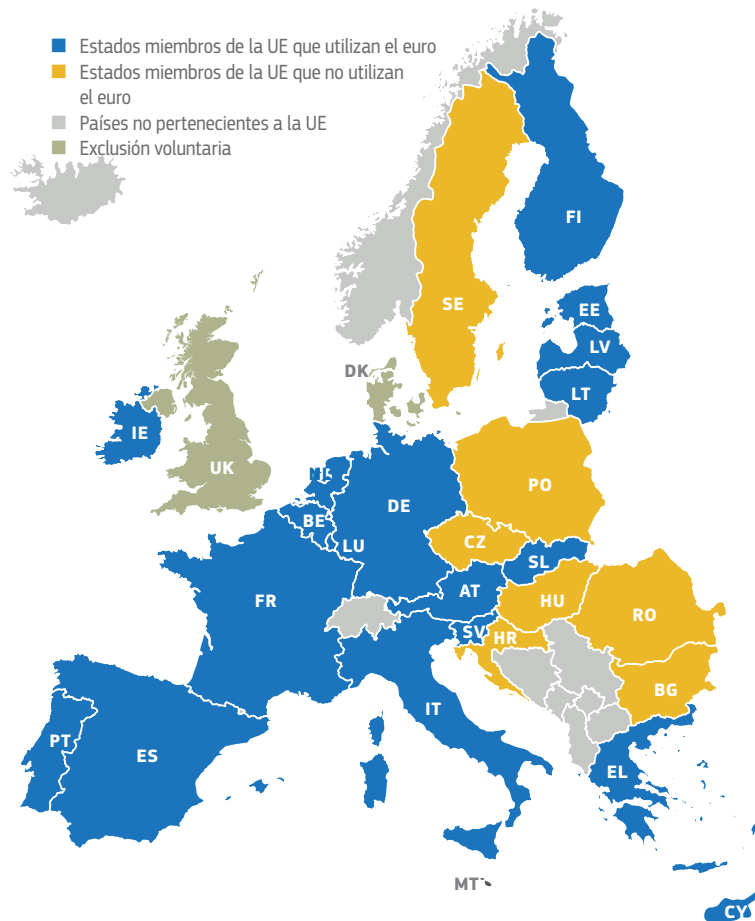 Estados miembros de la UE que utilizan el euro
Estados miembros de la UE que no utilizan
el euro
Países no pertenecientes a la UE
Exclusión voluntaria
FI
SE
EE
LV
DK
LT
IE
UK
NL
PO
DE
BE
CZ
LU
SL
AT
FR
HU
RO
SV
HR
BG
IT
PT
ES
EL
MT
CY